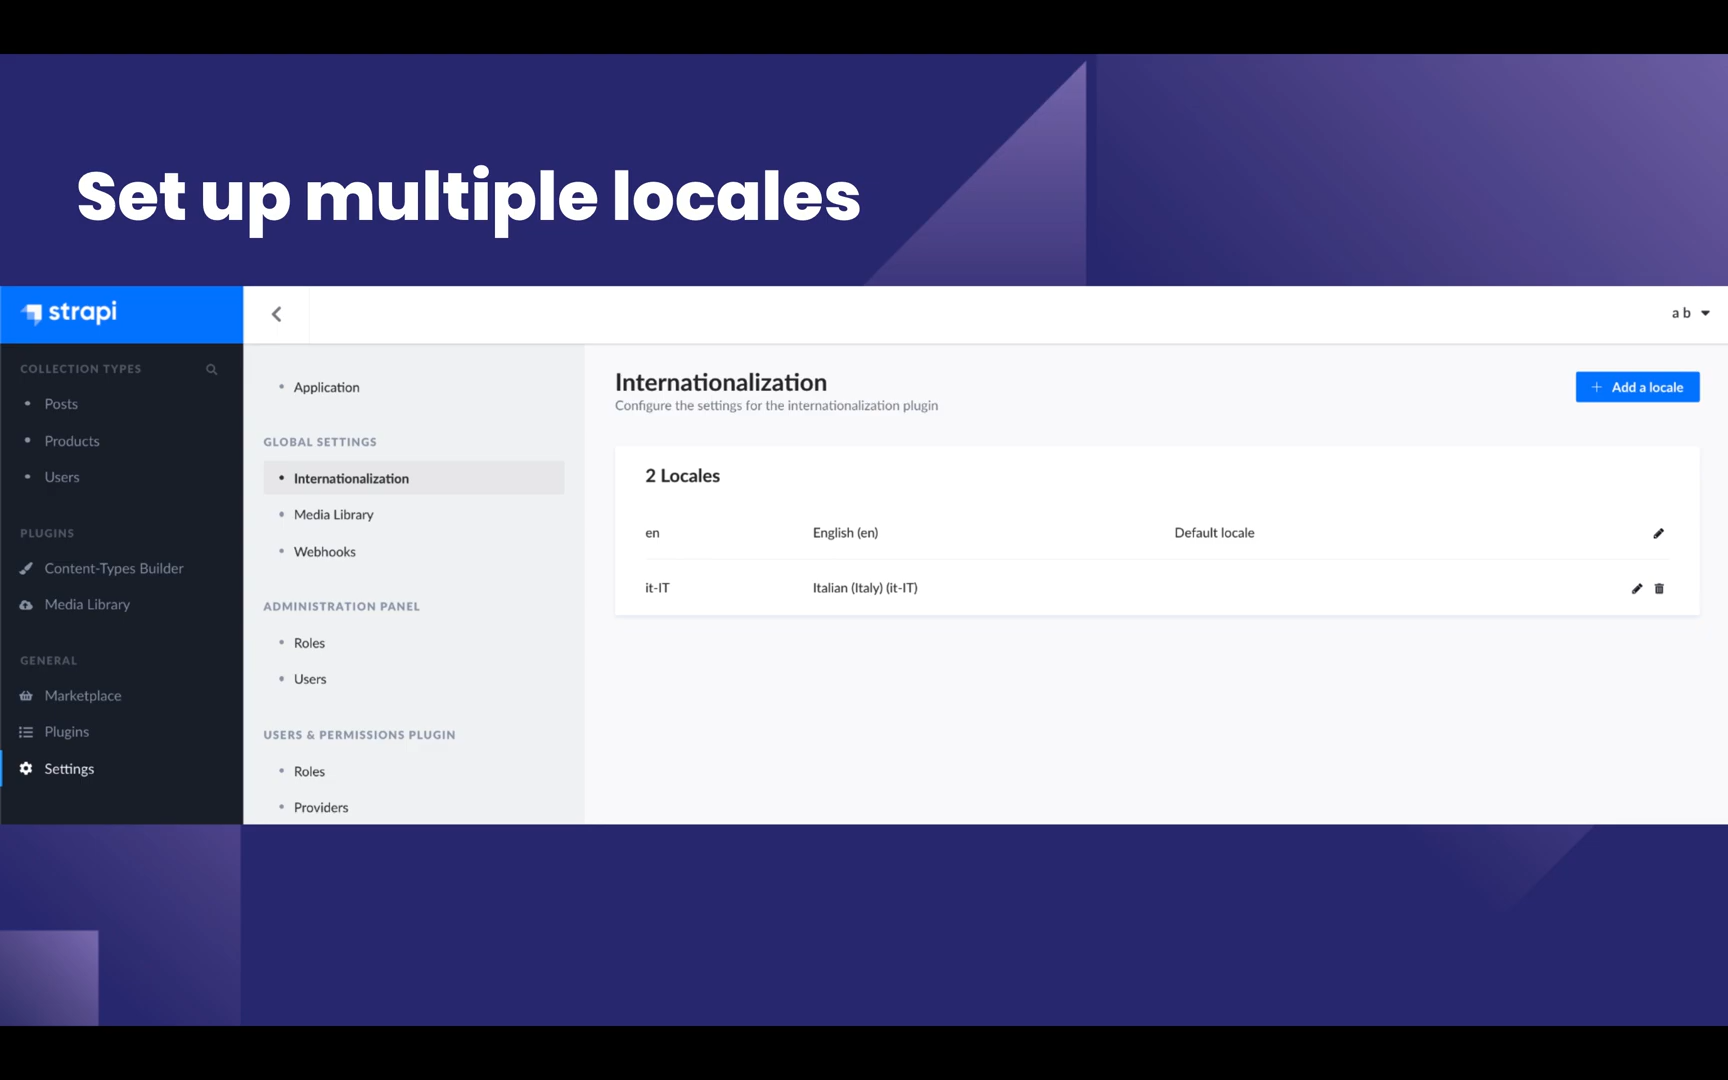 Set up multiple locales
strapi
a b
COLLECTION TYPES
Posts
Products
Users
PLUGINS
Content-Types Builder
Media Library
GENERAL
Marketplace
Plugins
Settings
Application
GLOBAL SETTINGS
Internationalization
Media Library
Webhooks
ADMINISTRATION PANEL
Roles
Users
USERS & PERMISSIONS PLUGIN
Roles
Providers
Internationalization
Configure the settings for the internationalization plugin
+ Add a locale
2 Locales
en English (en) Default locale
it-IT Italian (Italy) (it-IT)